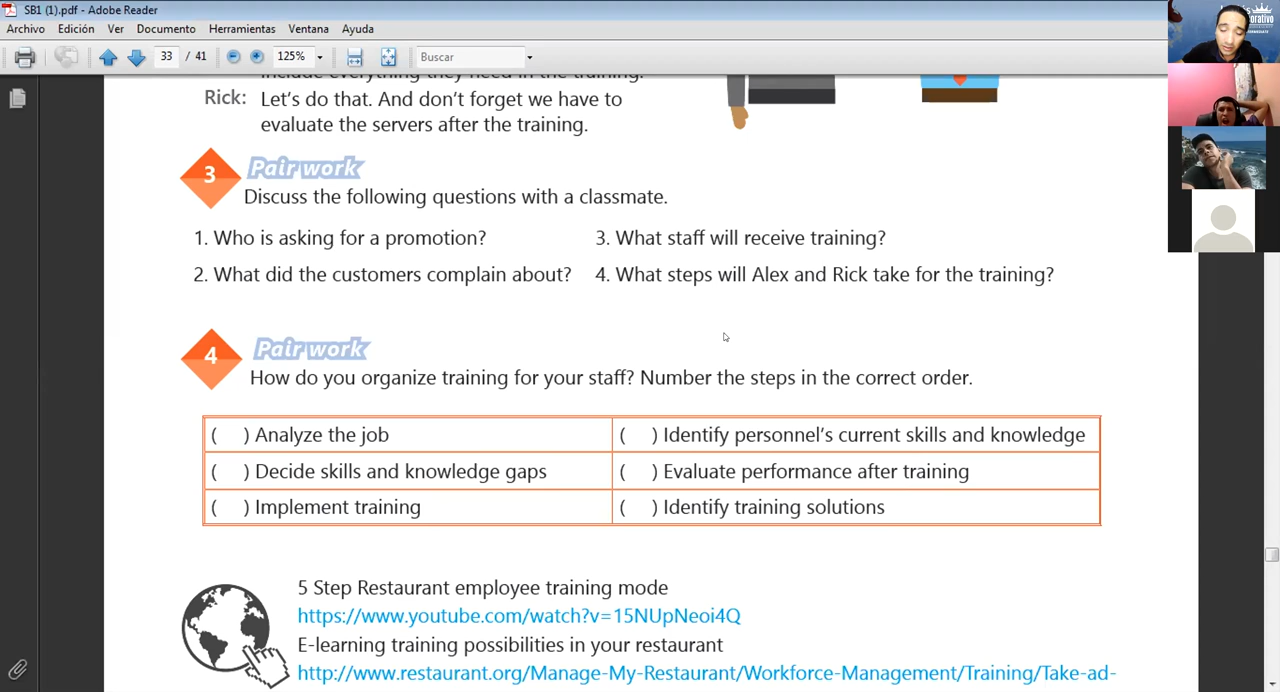 SB1 (1).pdf - Adobe Reader
Archivo Edición Ver Documento Herramientas Ventana Ayuda
33 / 41 125% Buscar
include everything they need in the training.
Rick: Let's do that. And don't forget we have to
evaluate the servers after the training.
3 Pair work
Discuss the following questions with a classmate.
1. Who is asking for a promotion? 3. What staff will receive training?
2. What did the customers complain about? 4. What steps will Alex and Rick take for the training?
4 Pair work
How do you organize training for your staff? Number the steps in the correct order.
( ) Analyze the job ( ) Identify personnel's current skills and knowledge
( ) Decide skills and knowledge gaps ( ) Evaluate performance after training
( ) Implement training ( ) Identify training solutions
5 Step Restaurant employee training mode
https://www.youtube.com/watch?v=15NUpNeoi4Q
E-learning training possibilities in your restaurant
http://www.restaurant.org/Manage-My-Restaurant/Workforce-Management/Training/Take-ad-